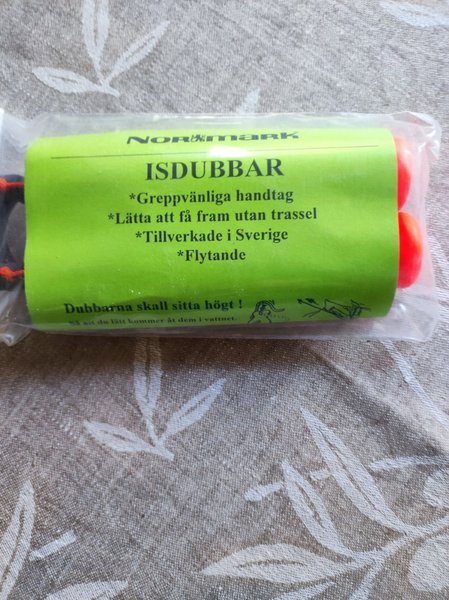 NORMARK
ISDUBBAR
*Greppvänliga handtag
*Lätta att få fram utan trassel
*Tillverkade i Sverige
*Flytande
Dubbarna skall sitta högt !
Så att du lätt kommer åt dem i vattnet.